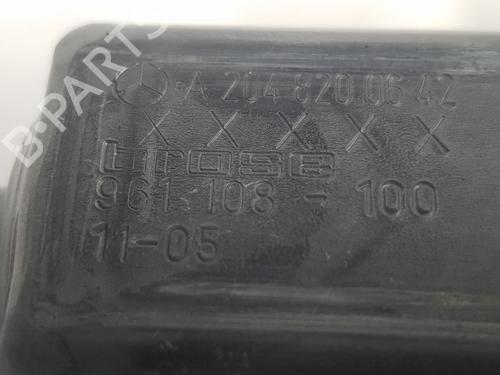 A 204 820 06 42
X X X X X
brose
961 108 - 100
11-05
B-PARTS